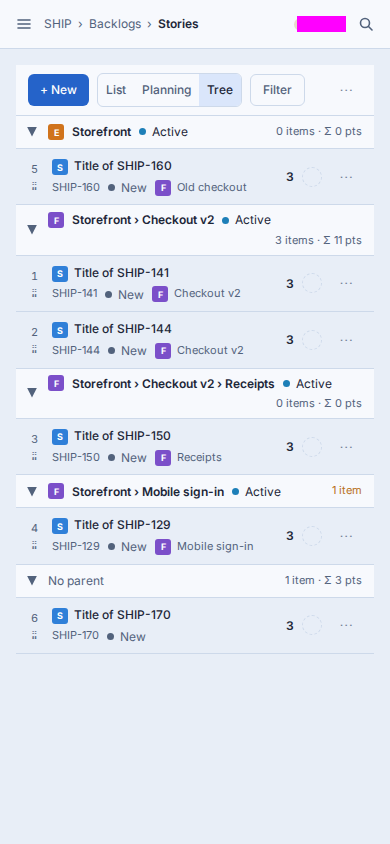 SHIP › Backlogs › Stories
+ New List Planning Tree Filter ...
E Storefront Active 0 items · Σ 0 pts
5 S Title of SHIP-160 3 ...
SHIP-160 New F Old checkout
F Storefront › Checkout v2 Active
3 items · Σ 11 pts
1 S Title of SHIP-141 3 ...
SHIP-141 New F Checkout v2
2 S Title of SHIP-144 3 ...
SHIP-144 New F Checkout v2
F Storefront › Checkout v2 › Receipts Active
0 items · Σ 0 pts
3 S Title of SHIP-150 3 ...
SHIP-150 New F Receipts
F Storefront › Mobile sign-in Active 1 item
4 S Title of SHIP-129 3 ...
SHIP-129 New F Mobile sign-in
No parent 1 item · Σ 3 pts
6 S Title of SHIP-170 3 ...
SHIP-170 New